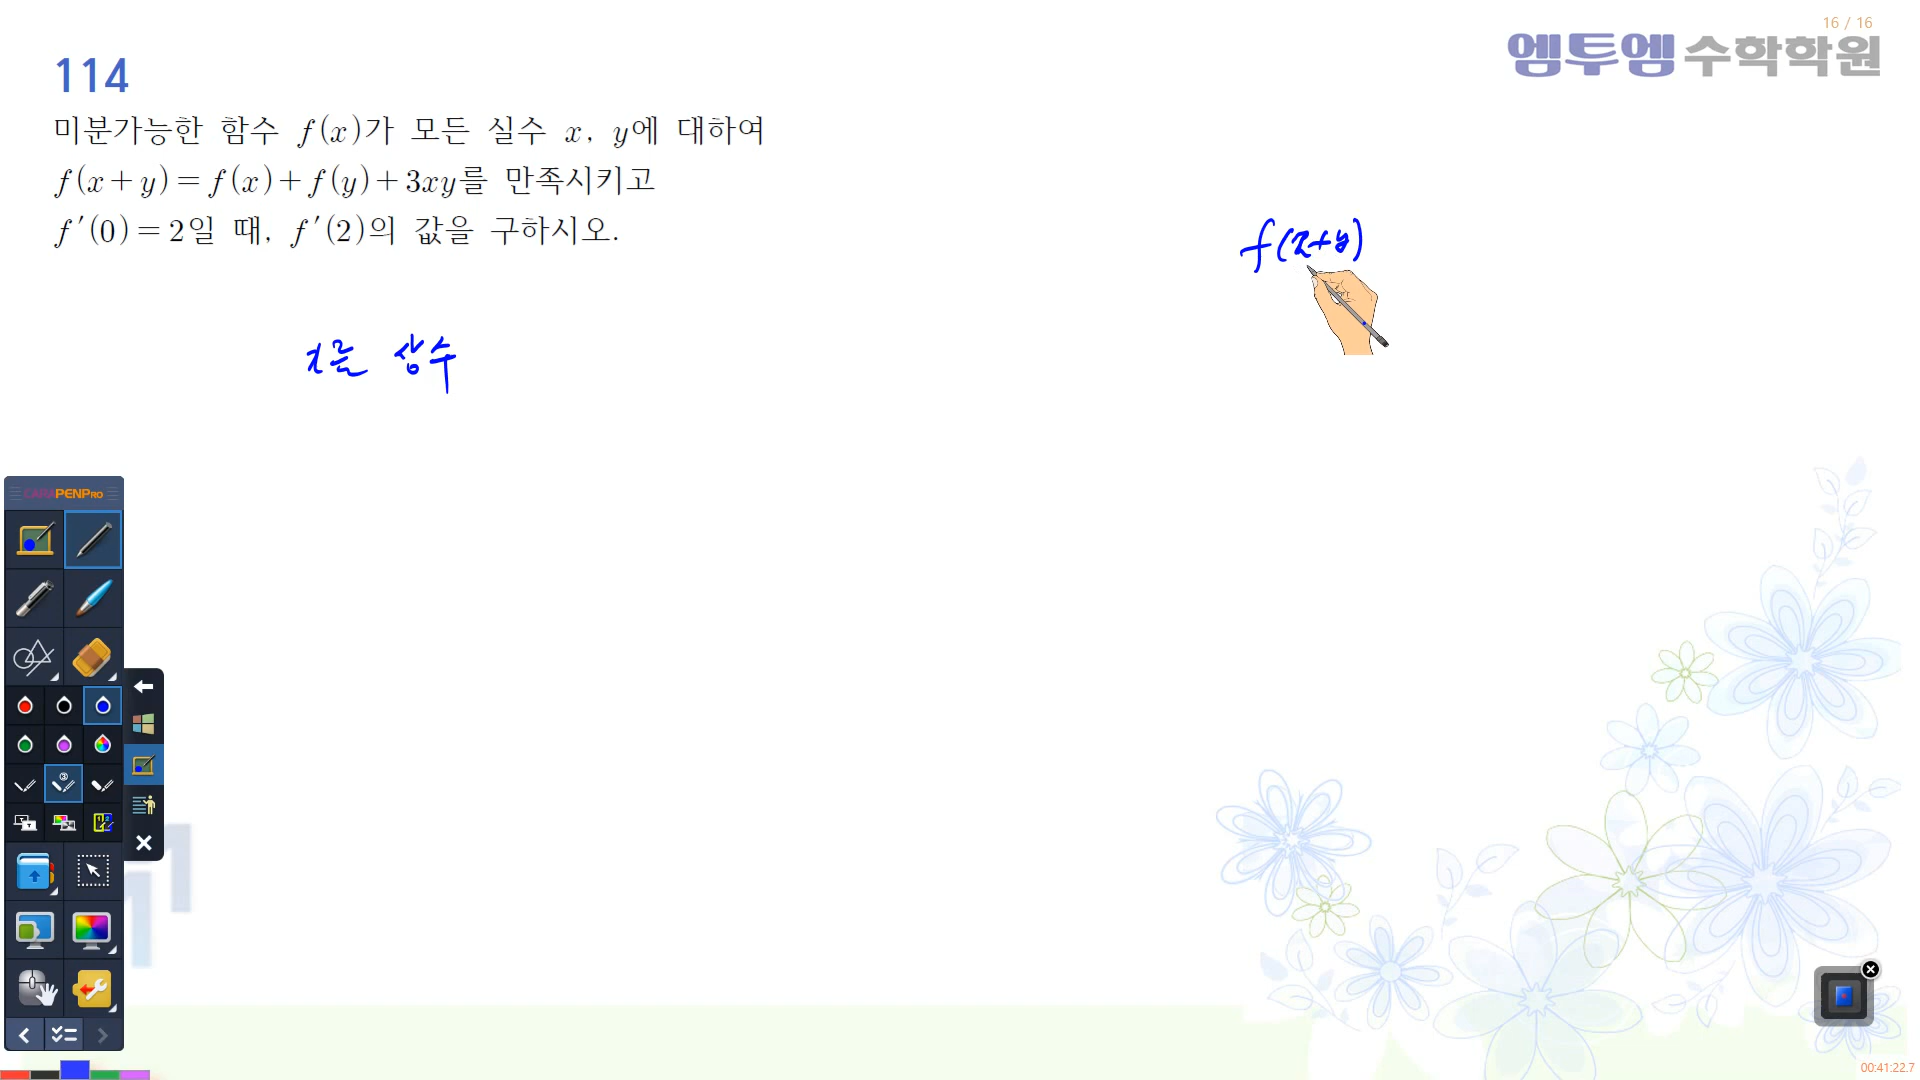 16 / 16
엠투엠수학학원
114
미분가능한 함수 f(x)가 모든 실수 x, y에 대하여
f(x+y)=f(x)+f(y)+3xy를 만족시키고
f′(0)=2일 때, f′(2)의 값을 구하시오.
f(x+y)
x를 상수
CARAPENPRO
00:41:22.7